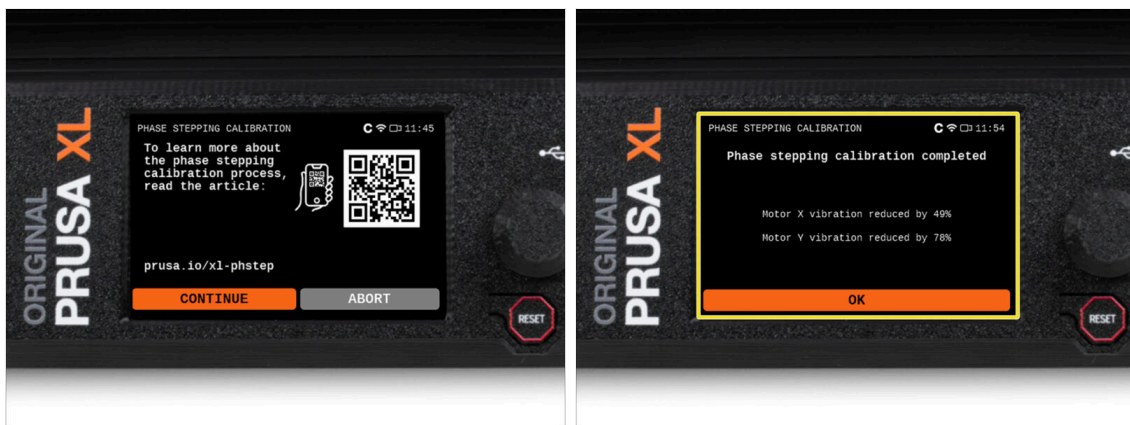 ORIGINAL
PRUSA XL
PHASE STEPPING CALIBRATION
C 11:45
To learn more about
the phase stepping
calibration process,
read the article:
prusa.io/xl-phstep
CONTINUE
ABORT
RESET
ORIGINAL
PRUSA XL
PHASE STEPPING CALIBRATION
C 11:54
Phase stepping calibration completed
Motor X vibration reduced by 49%
Motor Y vibration reduced by 78%
OK
RESET